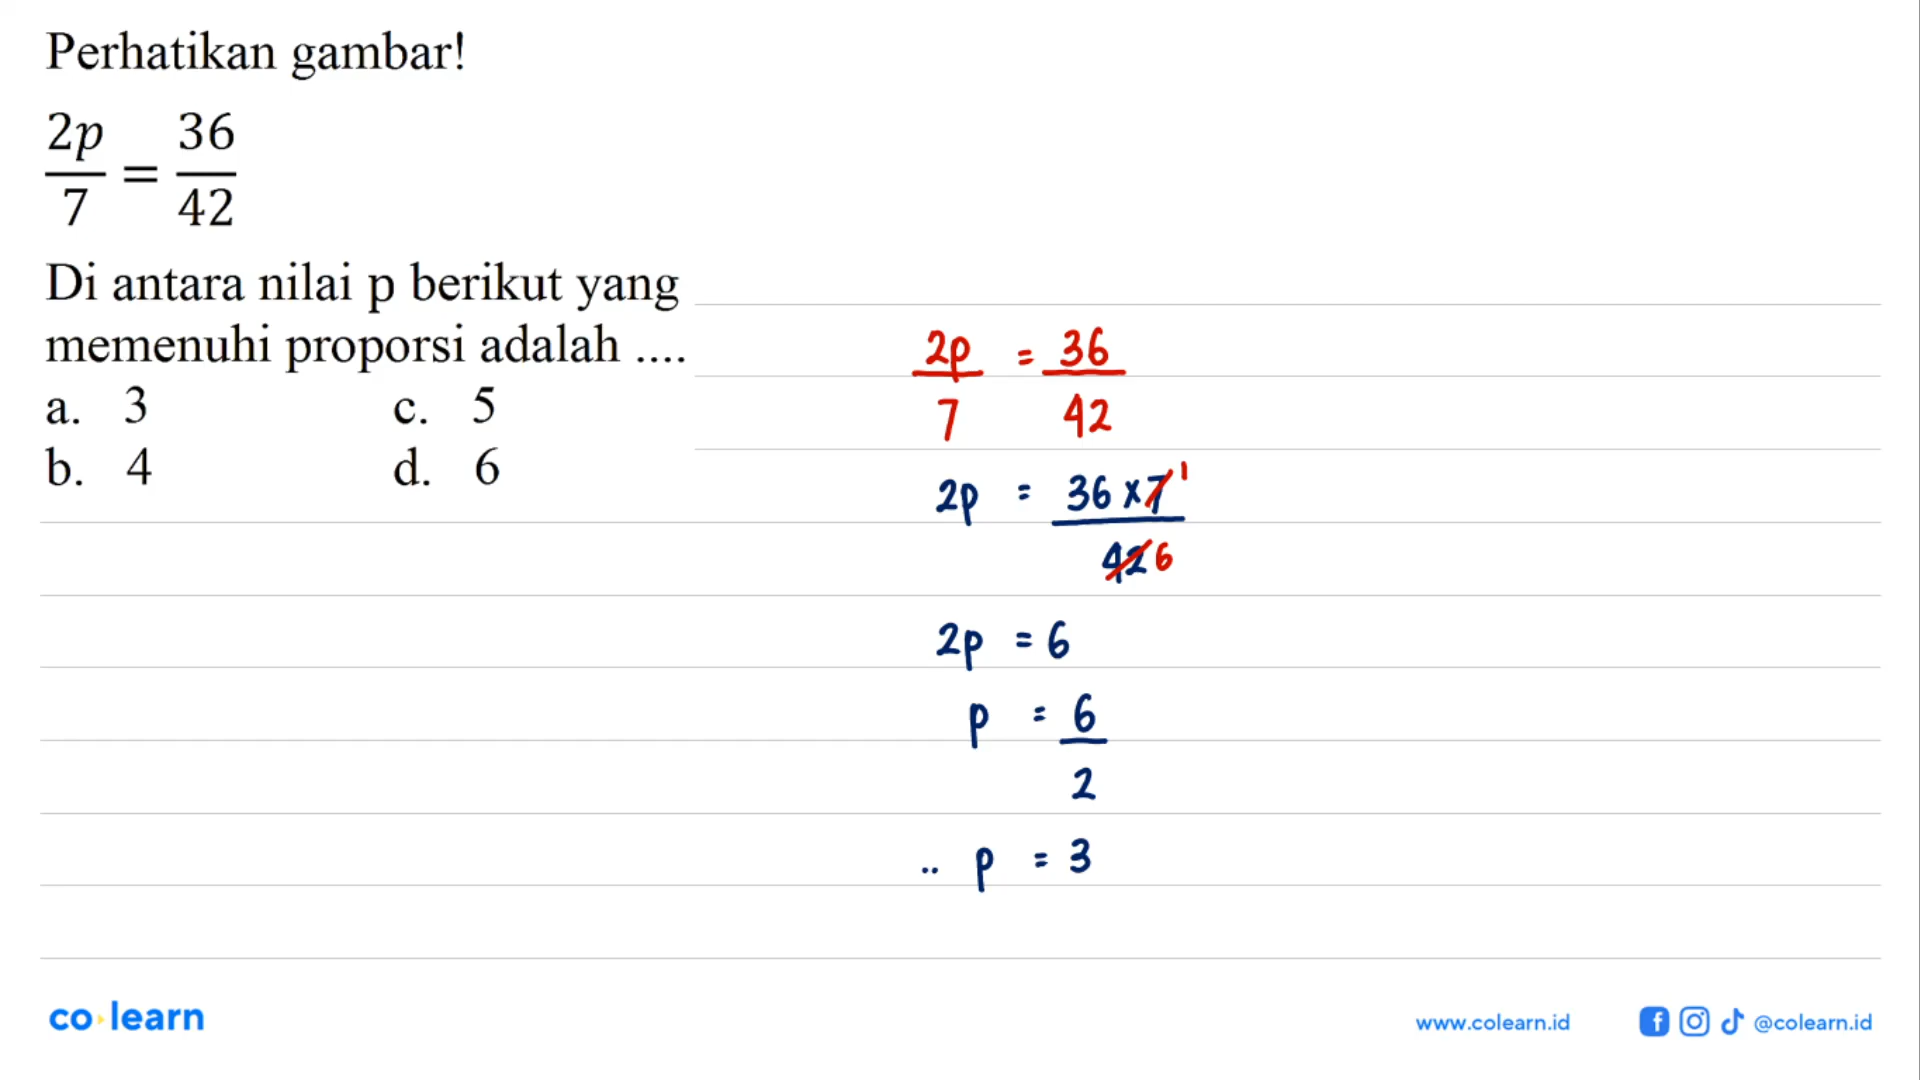 Perhatikan gambar!
2p/7 = 36/42
Di antara nilai p berikut yang
memenuhi proporsi adalah ....
a. 3 c. 5
b. 4 d. 6
2p/7 = 36/42
2p = 36 x 7 1 / 42 6
2p = 6
p = 6/2
.. p = 3
co learn
www.colearn.id @colearn.id